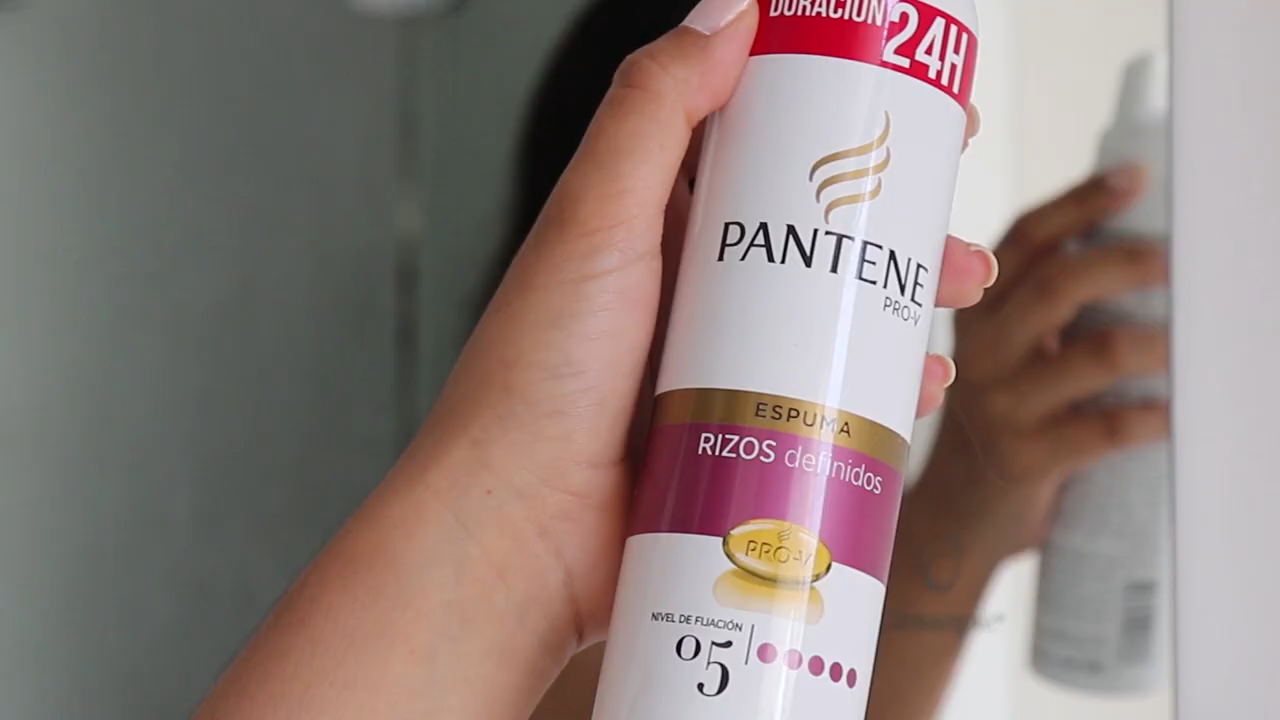 DURACIÓN 24H
PANTENE
PRO-V
ESPUMA
RIZOS definidos
PRO-V
NIVEL DE FIJACIÓN
05